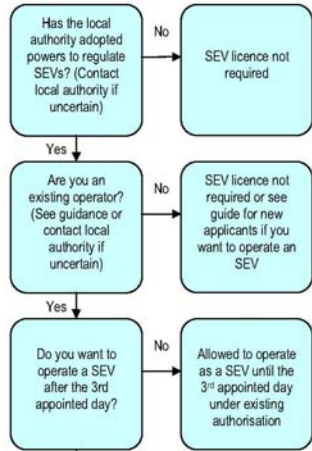 Has the local
authority adopted
powers to regulate
SEVs? (Contact
local authority if
uncertain)
No
SEV licence not
required
Yes
Are you an
existing operator?
(See guidance or
contact local
authority if
uncertain)
No
SEV licence not
required or see
guide for new
applicants if you
want to operate an
SEV
Yes
Do you want to
operate a SEV
after the 3rd
appointed day?
No
Allowed to operate
as a SEV until the
3rd appointed day
under existing
authorisation